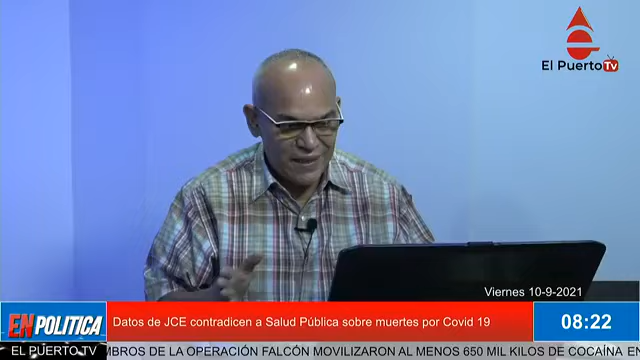 El Puerto Tv
Viernes 10-9-2021
EN POLITICA
Datos de JCE contradicen a Salud Pública sobre muertes por Covid 19
08:22
EL PUERTO TV
MBROS DE LA OPERACIÓN FALCÓN MOVILIZARON AL MENOS 650 MIL KILOS DE COCAÍNA EN